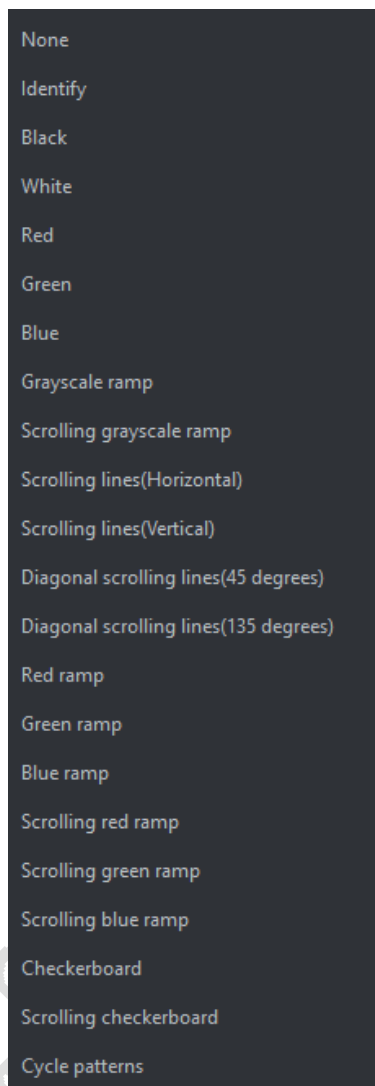 None
Identify
Black
White
Red
Green
Blue
Grayscale ramp
Scrolling grayscale ramp
Scrolling lines(Horizontal)
Scrolling lines(Vertical)
Diagonal scrolling lines(45 degrees)
Diagonal scrolling lines(135 degrees)
Red ramp
Green ramp
Blue ramp
Scrolling red ramp
Scrolling green ramp
Scrolling blue ramp
Checkerboard
Scrolling checkerboard
Cycle patterns